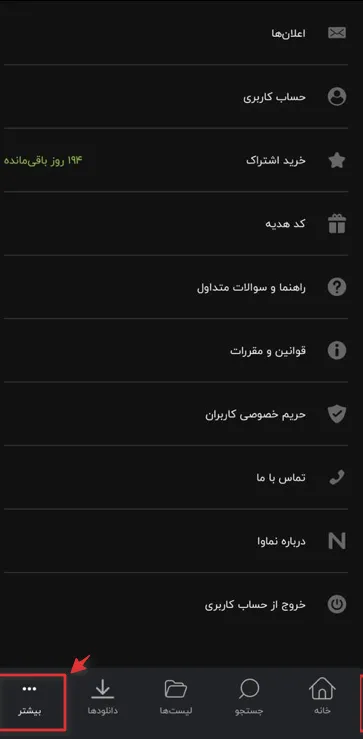 اعلان‌ها
حساب کاربری
خرید اشتراک ۱۹۴ روز باقی‌مانده
کد هدیه
راهنما و سوالات متداول
قوانین و مقررات
حریم خصوصی کاربران
تماس با ما
درباره نماوا
خروج از حساب کاربری
خانه جستجو لیست‌ها دانلودها بیشتر